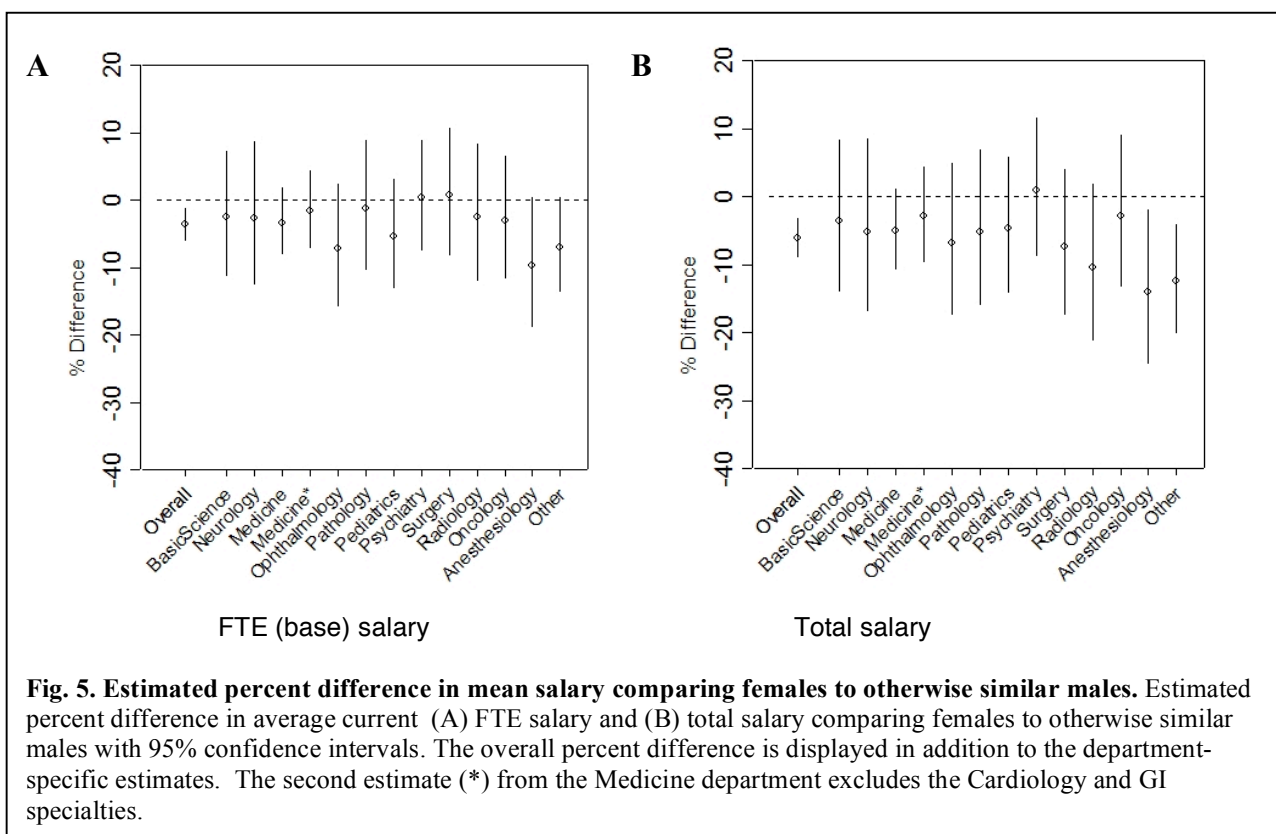 A
20
10
0
-10
-20
-30
-40
% Difference
Overall
BasicScience
Neurology
Medicine
Medicine*
Ophthalmology
Pathology
Pediatrics
Psychiatry
Surgery
Radiology
Oncology
Anesthesiology
Other
FTE (base) salary
B
20
10
0
-10
-20
-30
-40
% Difference
Overall
BasicScience
Neurology
Medicine
Medicine*
Ophthalmology
Pathology
Pediatrics
Psychiatry
Surgery
Radiology
Oncology
Anesthesiology
Other
Total salary
Fig. 5. Estimated percent difference in mean salary comparing females to otherwise similar males. Estimated
percent difference in average current (A) FTE salary and (B) total salary comparing females to otherwise similar
males with 95% confidence intervals. The overall percent difference is displayed in addition to the department-
specific estimates. The second estimate (*) from the Medicine department excludes the Cardiology and GI
specialties.